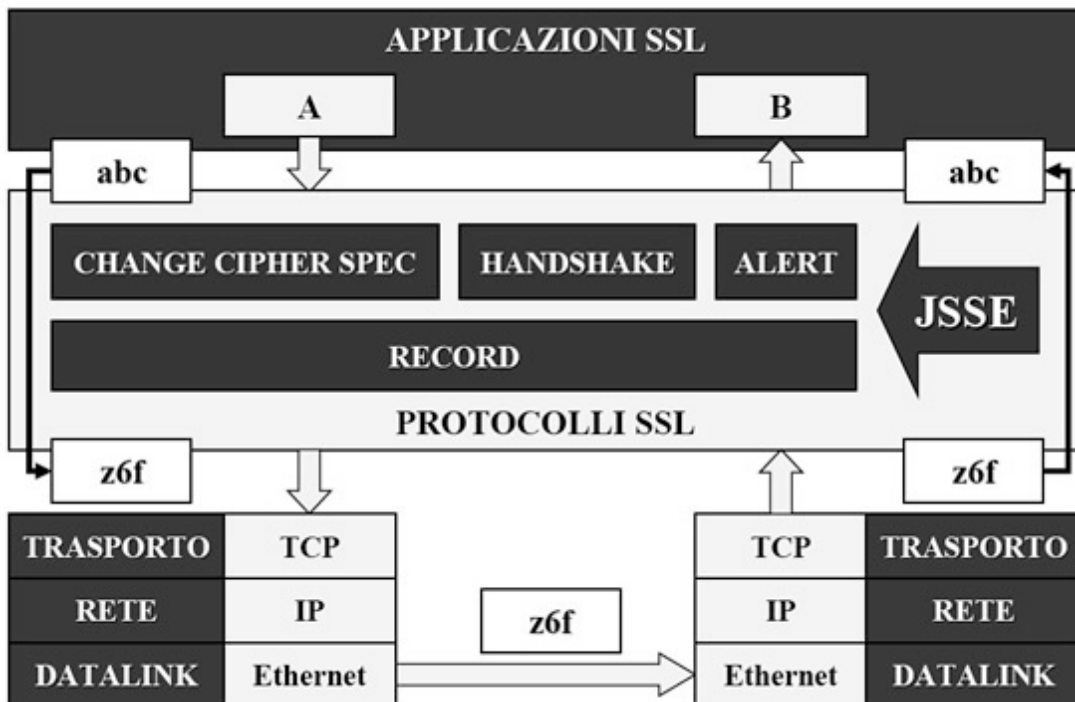 APPLICAZIONI SSL
A
B
abc
abc
CHANGE CIPHER SPEC
HANDSHAKE
ALERT
JSSE
RECORD
PROTOCOLLI SSL
z6f
z6f
TRASPORTO
TCP
TCP
TRASPORTO
RETE
IP
z6f
IP
RETE
DATALINK
Ethernet
Ethernet
DATALINK